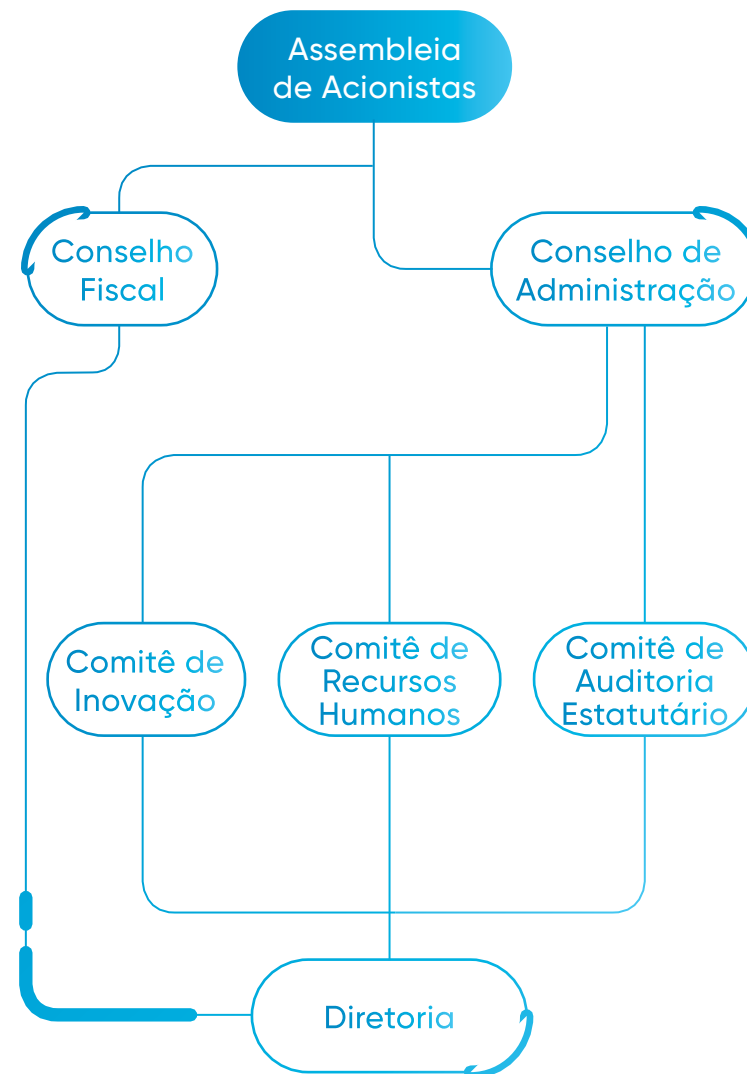 Assembleia
de Acionistas
Conselho
Fiscal
Conselho de
Administração
Comitê de
Inovação
Comitê de
Recursos
Humanos
Comitê de
Auditoria
Estatutário
Diretoria